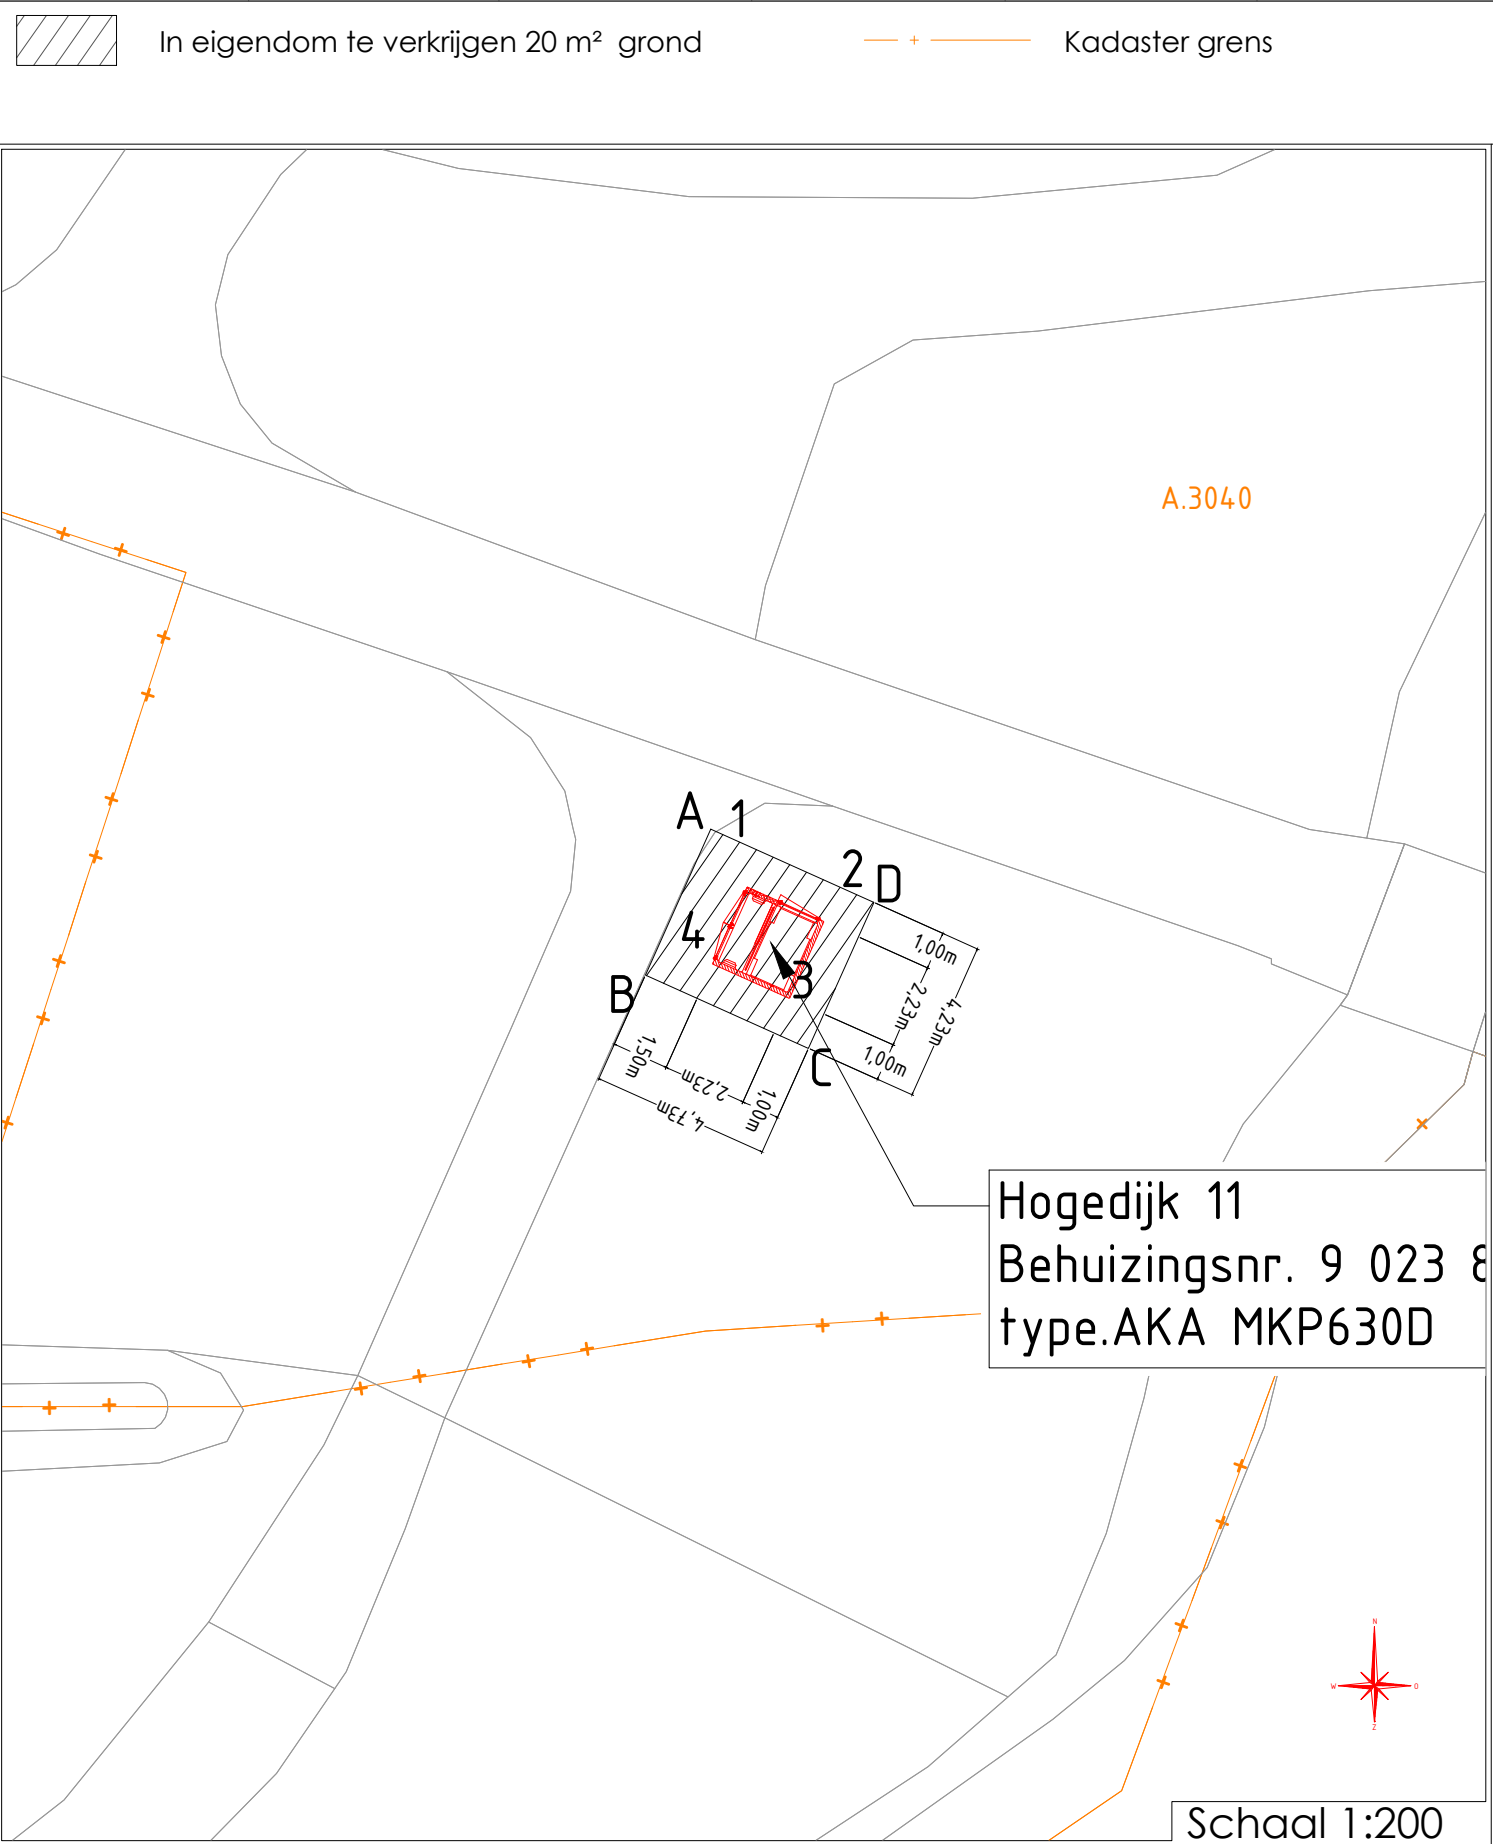 In eigendom te verkrijgen 20 m² grond
Kadaster grens
A.3040
A
1
2
D
4
3
B
C
1,00m
2,23m
4,23m
1,00m
1,50m
2,23m
1,00m
4,73m
Hogedijk 11
Behuizingsnr. 9 023 8
type.AKA MKP630D
N
W
O
Z
Schaal 1:200